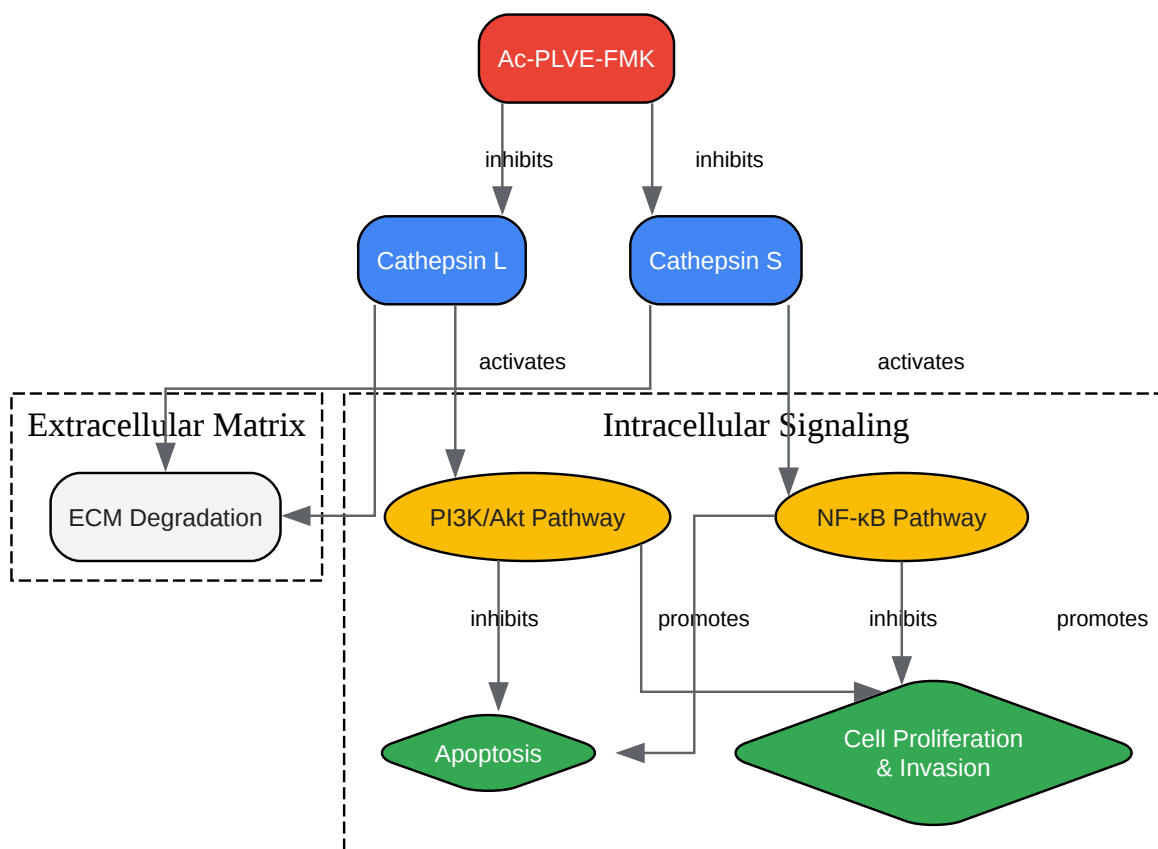 Ac-PLVE-FMK
inhibits
inhibits
Cathepsin L
Cathepsin S
activates
activates
Extracellular Matrix
Intracellular Signaling
ECM Degradation
PI3K/Akt Pathway
NF-κB Pathway
inhibits
promotes
inhibits
promotes
Apoptosis
Cell Proliferation
& Invasion